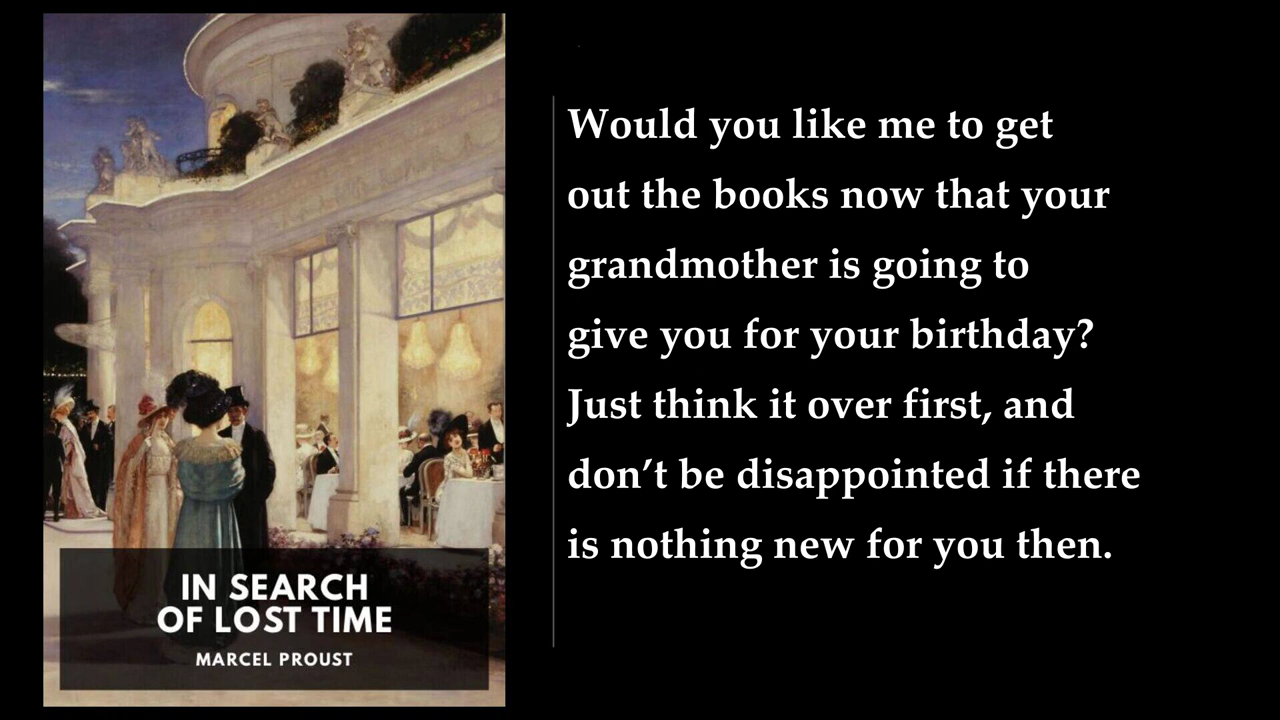 IN SEARCH
OF LOST TIME
MARCEL PROUST
Would you like me to get
out the books now that your
grandmother is going to
give you for your birthday?
Just think it over first, and
don’t be disappointed if there
is nothing new for you then.